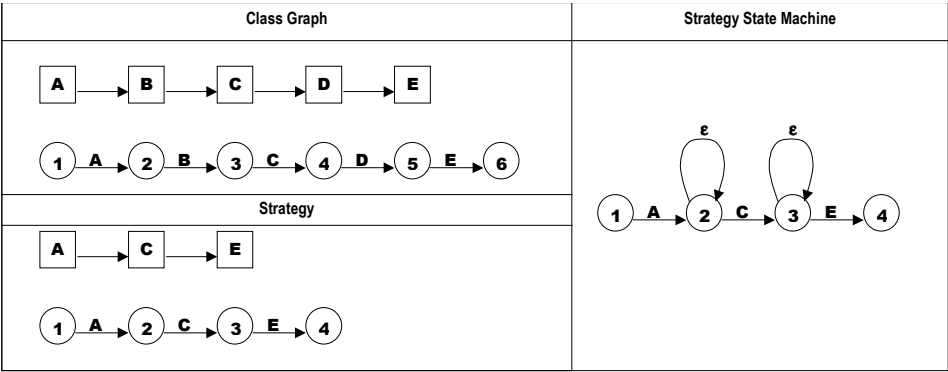 Class Graph
Strategy State Machine
A B C D E
1 A 2 B 3 C 4 D 5 E 6
Strategy
A C E
1 A 2 C 3 E 4
ε ε
1 A 2 C 3 E 4